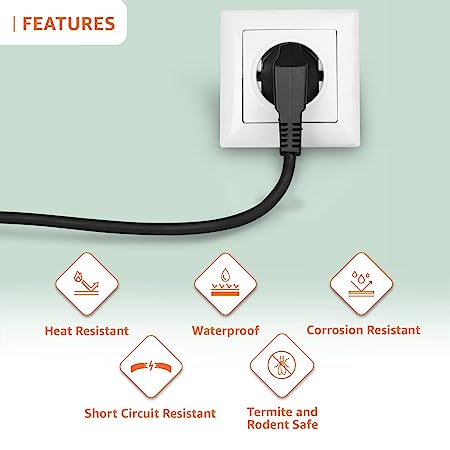 FEATURES
Heat Resistant
Waterproof
Corrosion Resistant
Short Circuit Resistant
Termite and
Rodent Safe